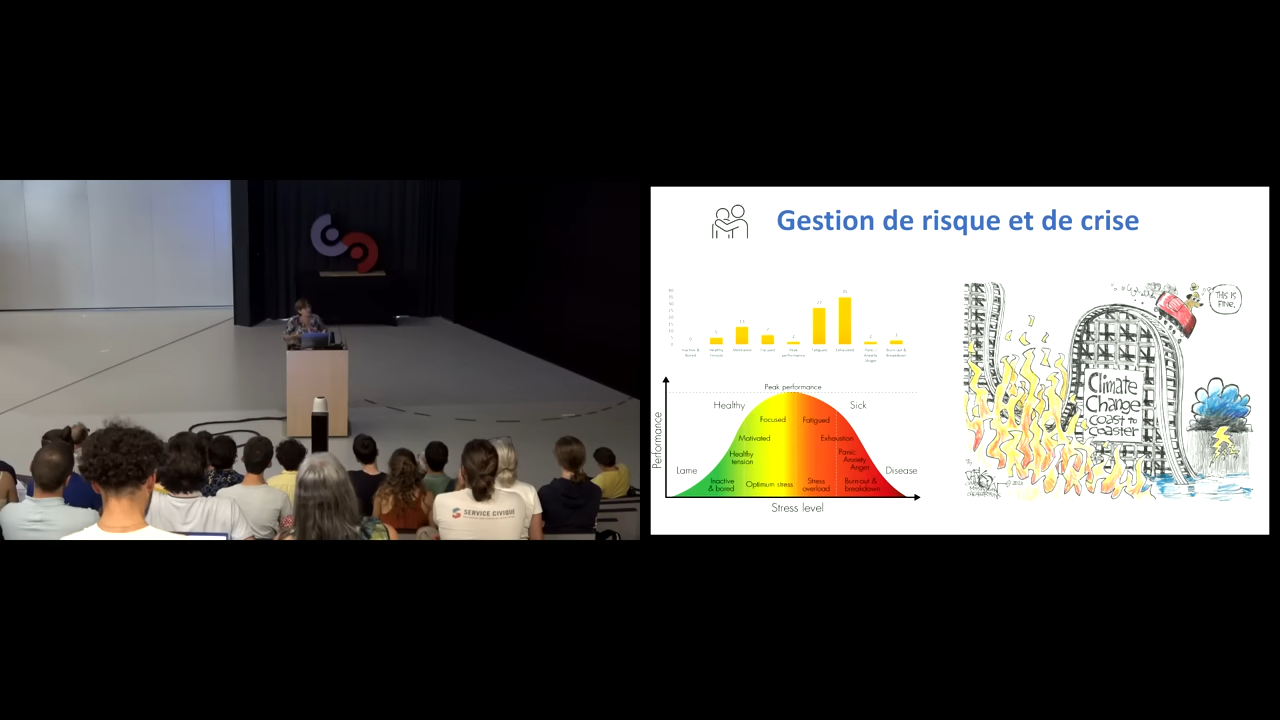 Gestion de risque et de crise
THIS IS
FINE.
Climate
Change
Coast to
Coaster
Peak performance
Healthy
Sick
Focused
Fatigued
Motivated
Exhaustion
Healthy
tension
Panic
Anxiety
Anger
Lame
Disease
Inactive
& bored
Optimum stress
Stress
overload
Burn-out &
breakdown
Performance
Stress level
SERVICE CIVIQUE